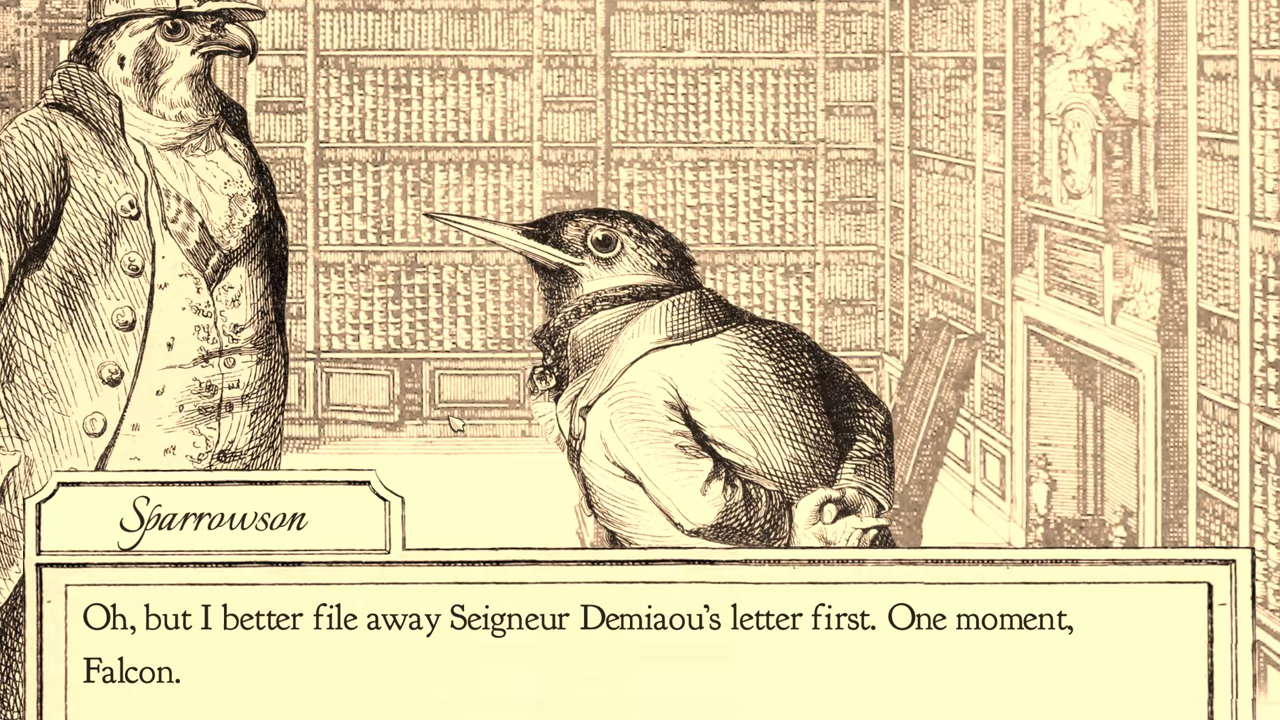 Sparrowson
Oh, but I better file away Seigneur Demiaou’s letter first. One moment,
Falcon.